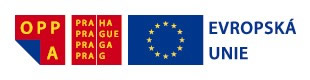 OPP
A
PRA HA
PRA GUE
PRA GA
PRA G
EVROPSKÁ
UNIE